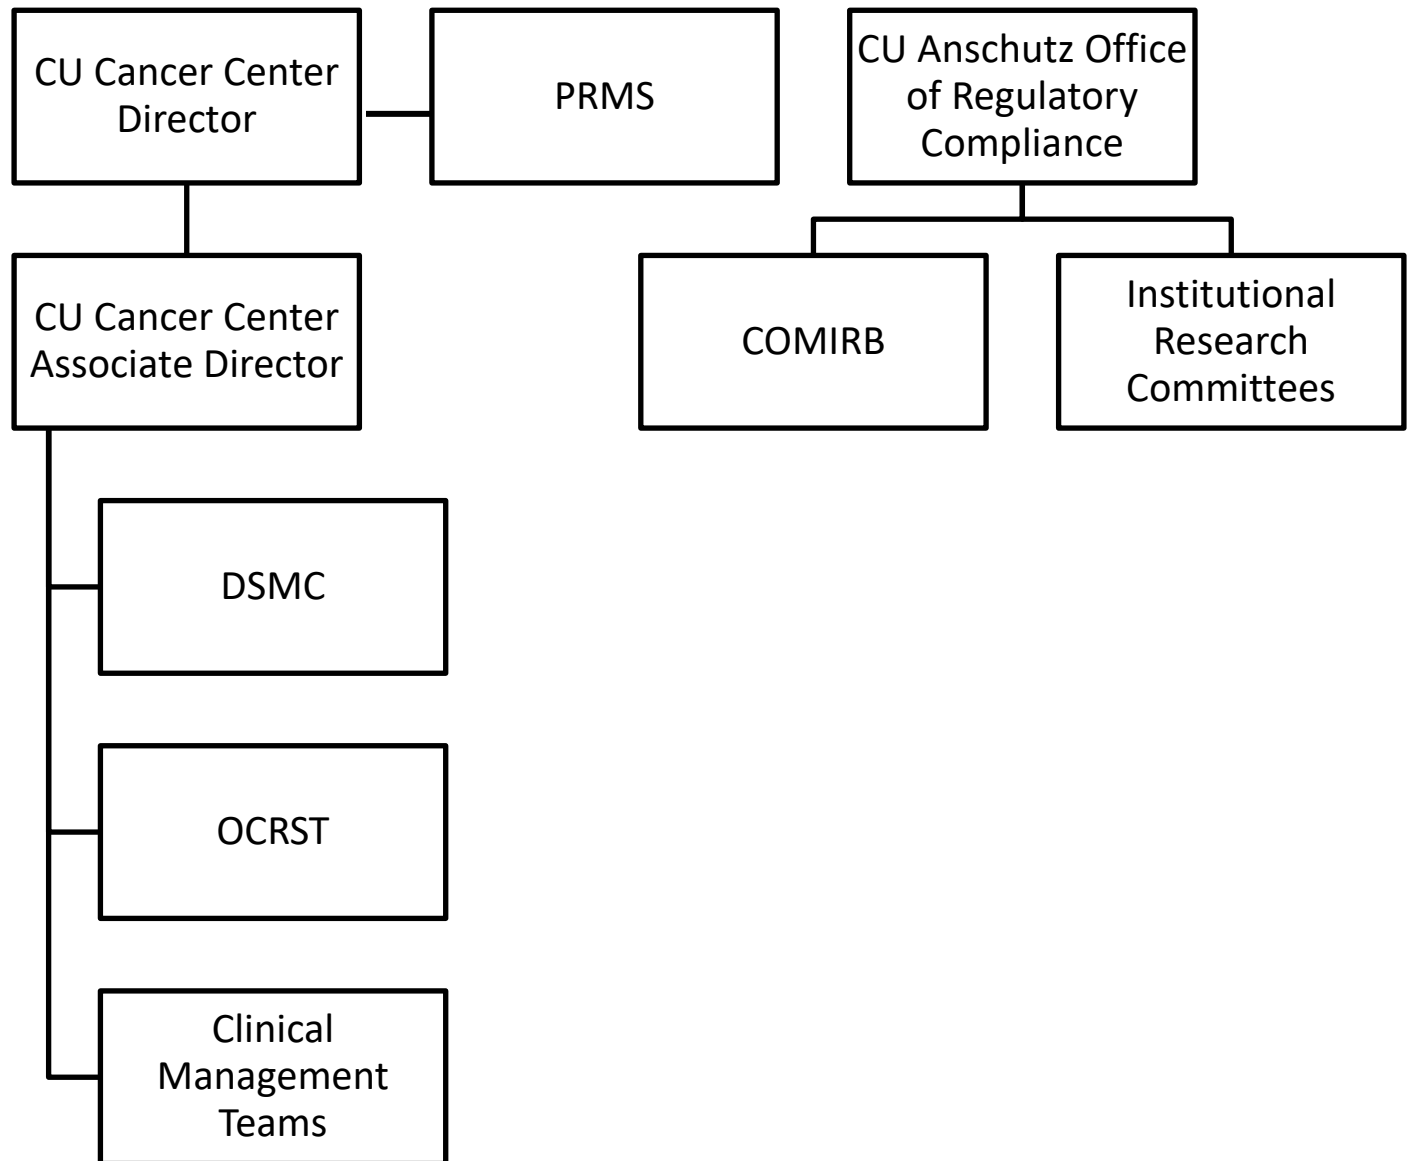 CU Cancer Center
Director
PRMS
CU Anschutz Office
of Regulatory
Compliance
CU Cancer Center
Associate Director
COMIRB
Institutional
Research
Committees
DSMC
OCRST
Clinical
Management
Teams